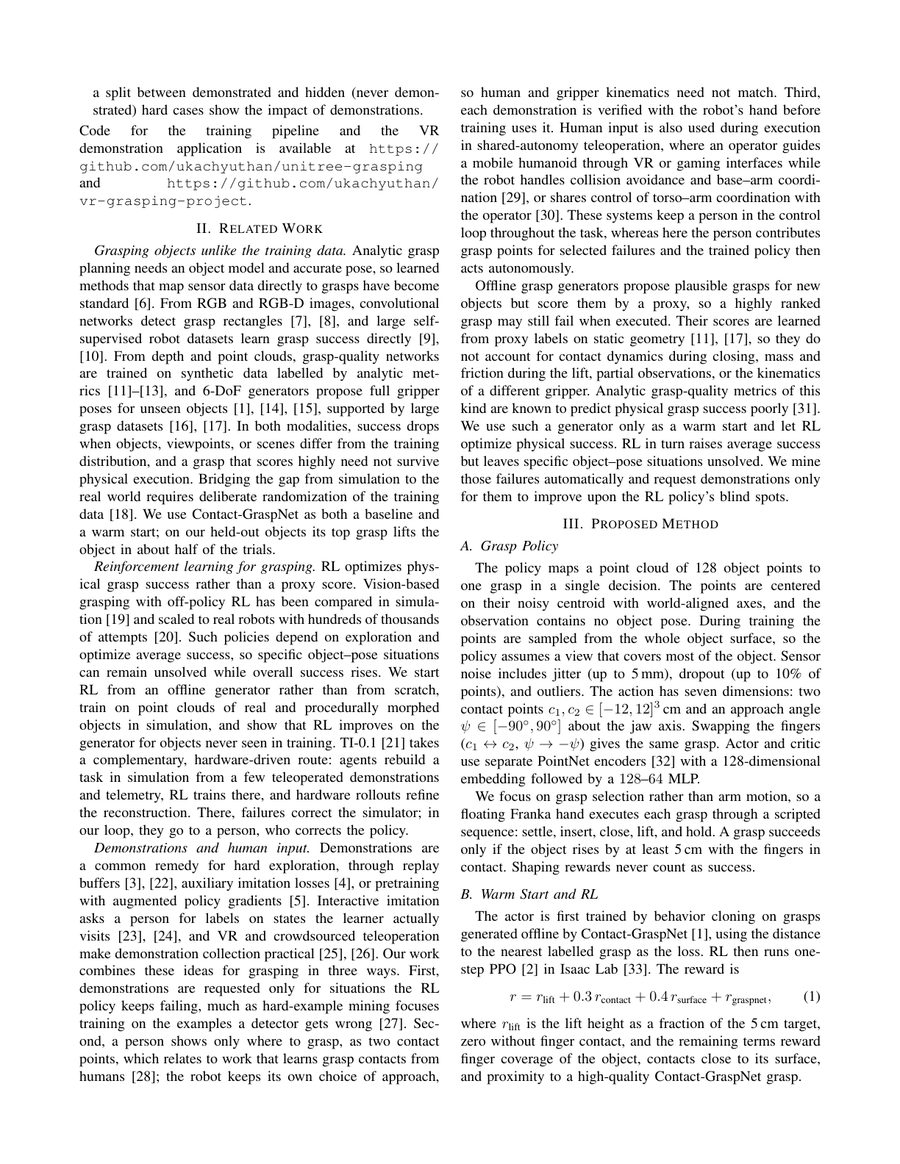 a split between demonstrated and hidden (never demon-
strated) hard cases show the impact of demonstrations.
Code for the training pipeline and the VR
demonstration application is available at https://
github.com/ukachyuthan/unitree-grasping
and https://github.com/ukachyuthan/
vr-grasping-project.
II. RELATED WORK
Grasping objects unlike the training data. Analytic grasp
planning needs an object model and accurate pose, so learned
methods that map sensor data directly to grasps have become
standard [6]. From RGB and RGB-D images, convolutional
networks detect grasp rectangles [7], [8], and large self-
supervised robot datasets learn grasp success directly [9],
[10]. From depth and point clouds, grasp-quality networks
are trained on synthetic data labelled by analytic met-
rics [11]–[13], and 6-DoF generators propose full gripper
poses for unseen objects [1], [14], [15], supported by large
grasp datasets [16], [17]. In both modalities, success drops
when objects, viewpoints, or scenes differ from the training
distribution, and a grasp that scores highly need not survive
physical execution. Bridging the gap from simulation to the
real world requires deliberate randomization of the training
data [18]. We use Contact-GraspNet as both a baseline and
a warm start; on our held-out objects its top grasp lifts the
object in about half of the trials.
Reinforcement learning for grasping. RL optimizes phys-
ical grasp success rather than a proxy score. Vision-based
grasping with off-policy RL has been compared in simula-
tion [19] and scaled to real robots with hundreds of thousands
of attempts [20]. Such policies depend on exploration and
optimize average success, so specific object–pose situations
can remain unsolved while overall success rises. We start
RL from an offline generator rather than from scratch,
train on point clouds of real and procedurally morphed
objects in simulation, and show that RL improves on the
generator for objects never seen in training. TI-0.1 [21] takes
a complementary, hardware-driven route: agents rebuild a
task in simulation from a few teleoperated demonstrations
and telemetry, RL trains there, and hardware rollouts refine
the reconstruction. There, failures correct the simulator; in
our loop, they go to a person, who corrects the policy.
Demonstrations and human input. Demonstrations are
a common remedy for hard exploration, through replay
buffers [3], [22], auxiliary imitation losses [4], or pretraining
with augmented policy gradients [5]. Interactive imitation
asks a person for labels on states the learner actually
visits [23], [24], and VR and crowdsourced teleoperation
make demonstration collection practical [25], [26]. Our work
combines these ideas for grasping in three ways. First,
demonstrations are requested only for situations the RL
policy keeps failing, much as hard-example mining focuses
training on the examples a detector gets wrong [27]. Sec-
ond, a person shows only where to grasp, as two contact
points, which relates to work that learns grasp contacts from
humans [28]; the robot keeps its own choice of approach,
so human and gripper kinematics need not match. Third,
each demonstration is verified with the robot's hand before
training uses it. Human input is also used during execution
in shared-autonomy teleoperation, where an operator guides
a mobile humanoid through VR or gaming interfaces while
the robot handles collision avoidance and base–arm coordi-
nation [29], or shares control of torso–arm coordination with
the operator [30]. These systems keep a person in the control
loop throughout the task, whereas here the person contributes
grasp points for selected failures and the trained policy then
acts autonomously.
Offline grasp generators propose plausible grasps for new
objects but score them by a proxy, so a highly ranked
grasp may still fail when executed. Their scores are learned
from proxy labels on static geometry [11], [17], so they do
not account for contact dynamics during closing, mass and
friction during the lift, partial observations, or the kinematics
of a different gripper. Analytic grasp-quality metrics of this
kind are known to predict physical grasp success poorly [31].
We use such a generator only as a warm start and let RL
optimize physical success. RL in turn raises average success
but leaves specific object–pose situations unsolved. We mine
those failures automatically and request demonstrations only
for them to improve upon the RL policy's blind spots.
III. PROPOSED METHOD
A. Grasp Policy
The policy maps a point cloud of 128 object points to
one grasp in a single decision. The points are centered
on their noisy centroid with world-aligned axes, and the
observation contains no object pose. During training the
points are sampled from the whole object surface, so the
policy assumes a view that covers most of the object. Sensor
noise includes jitter (up to 5 mm), dropout (up to 10% of
points), and outliers. The action has seven dimensions: two
contact points c₁, c₂ ∈ [−12, 12]³ cm and an approach angle
ψ ∈ [−90°, 90°] about the jaw axis. Swapping the fingers
(c₁ ↔ c₂, ψ → −ψ) gives the same grasp. Actor and critic
use separate PointNet encoders [32] with a 128-dimensional
embedding followed by a 128–64 MLP.
We focus on grasp selection rather than arm motion, so a
floating Franka hand executes each grasp through a scripted
sequence: settle, insert, close, lift, and hold. A grasp succeeds
only if the object rises by at least 5 cm with the fingers in
contact. Shaping rewards never count as success.
B. Warm Start and RL
The actor is first trained by behavior cloning on grasps
generated offline by Contact-GraspNet [1], using the distance
to the nearest labelled grasp as the loss. RL then runs one-
step PPO [2] in Isaac Lab [33]. The reward is
r = r_lift + 0.3 r_contact + 0.4 r_surface + r_graspnet, (1)
where r_lift is the lift height as a fraction of the 5 cm target,
zero without finger contact, and the remaining terms reward
finger coverage of the object, contacts close to its surface,
and proximity to a high-quality Contact-GraspNet grasp.